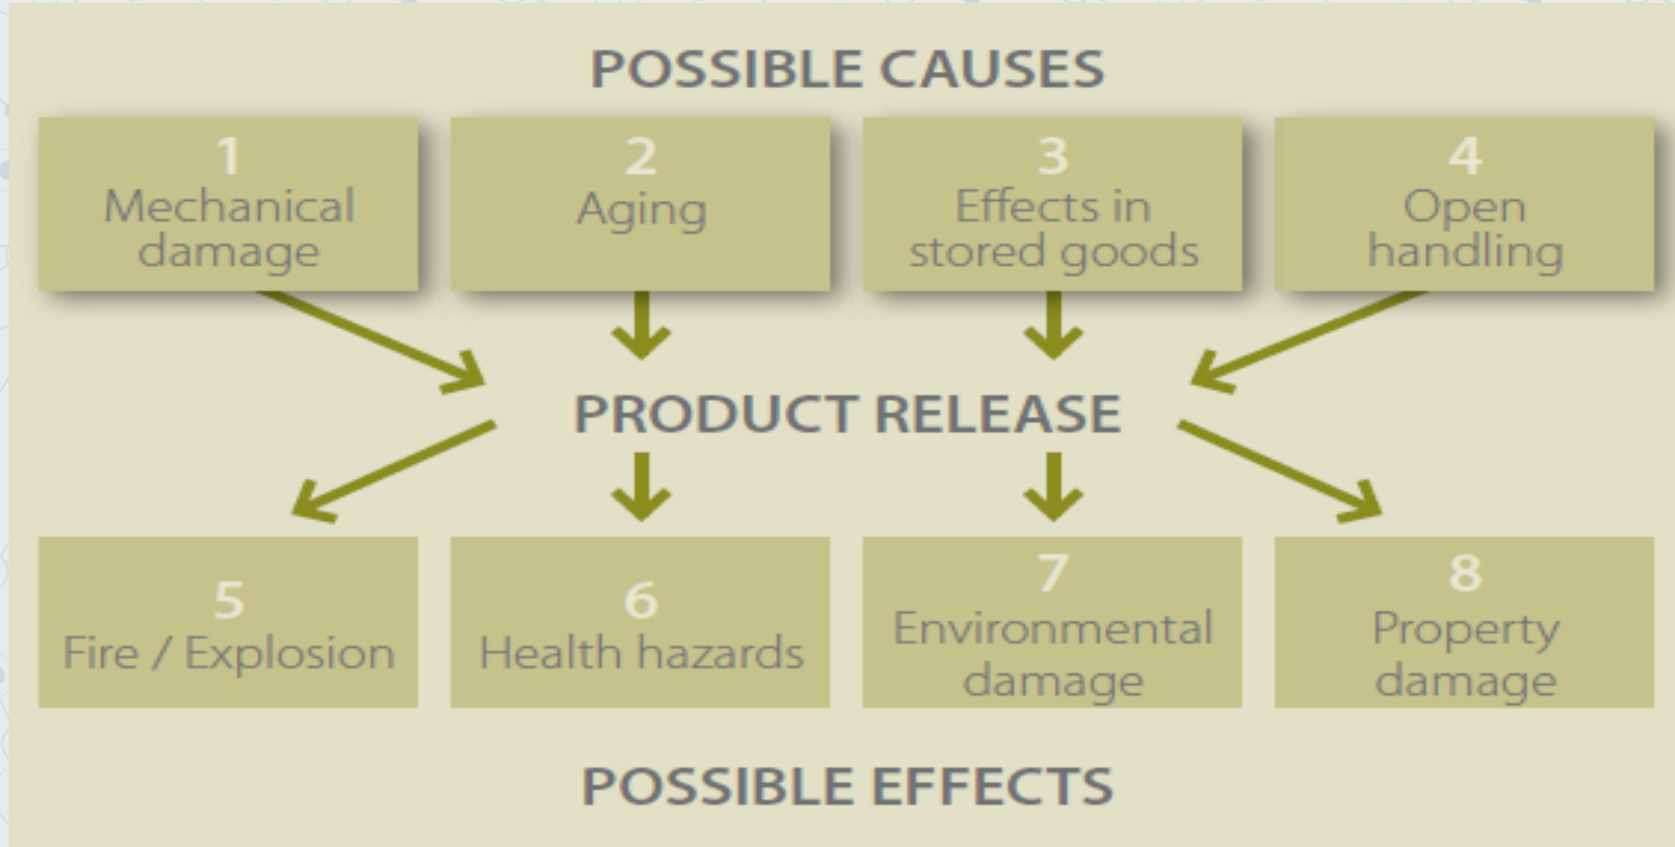 POSSIBLE CAUSES
1
Mechanical
damage
2
Aging
3
Effects in
stored goods
4
Open
handling
PRODUCT RELEASE
5
Fire / Explosion
6
Health hazards
7
Environmental
damage
8
Property
damage
POSSIBLE EFFECTS